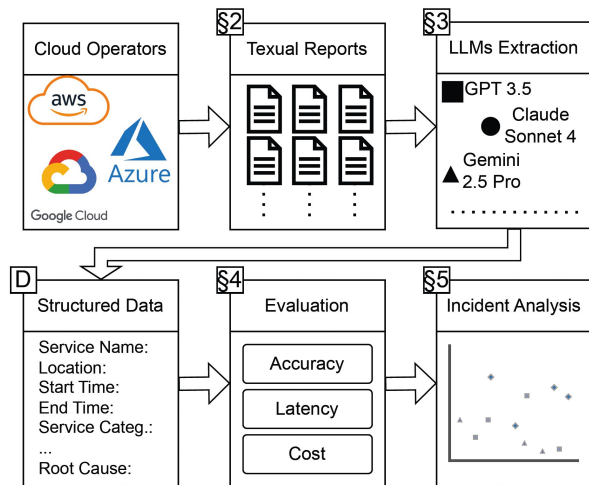 Cloud Operators
aws
Azure
Google Cloud
§2
Texual Reports
§3
LLMs Extraction
GPT 3.5
Claude
Sonnet 4
Gemini
2.5 Pro
D
Structured Data
Service Name:
Location:
Start Time:
End Time:
Service Categ.:
...
Root Cause:
§4
Evaluation
Accuracy
Latency
Cost
§5
Incident Analysis